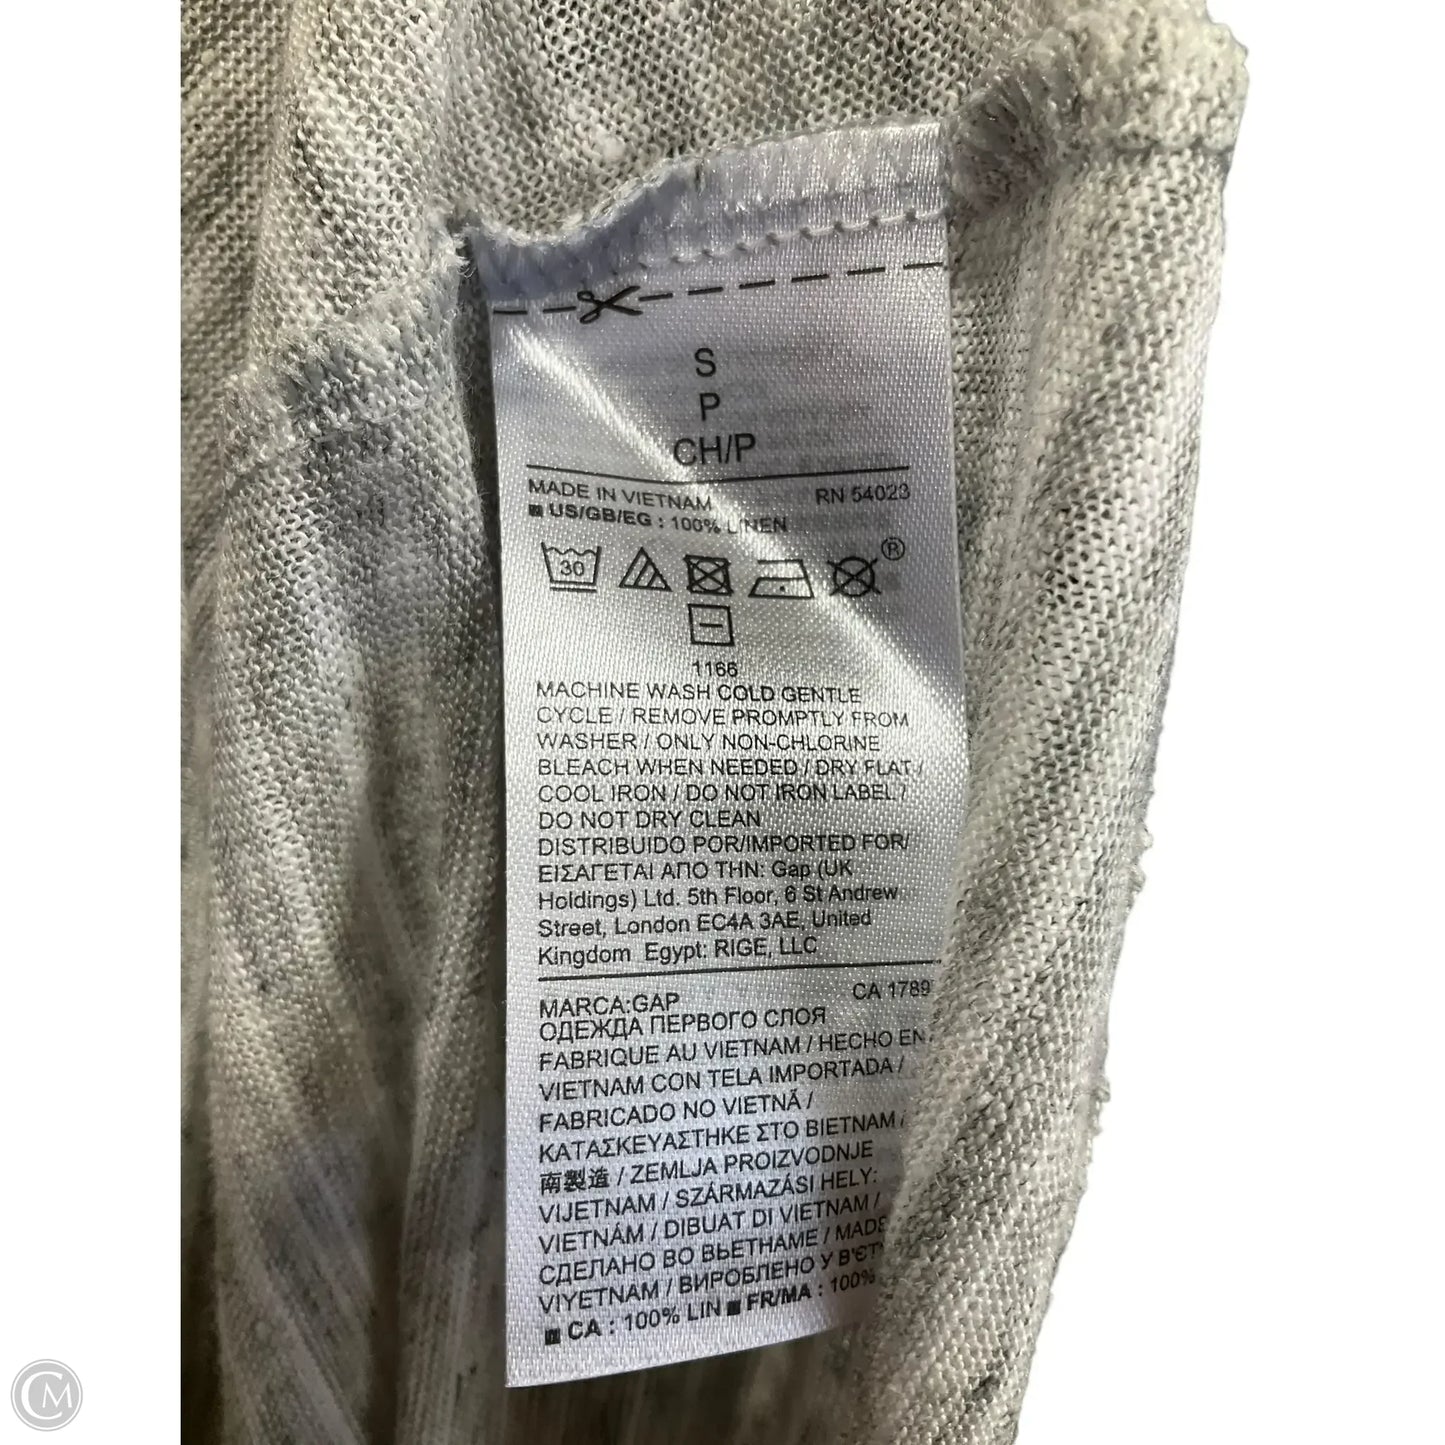 S
P
CH/P
MADE IN VIETNAM RN 54023
US/GB/EG : 100% LINEN
30
®
1166
MACHINE WASH COLD GENTLE
CYCLE / REMOVE PROMPTLY FROM
WASHER / ONLY NON-CHLORINE
BLEACH WHEN NEEDED / DRY FLAT /
COOL IRON / DO NOT IRON LABEL /
DO NOT DRY CLEAN
DISTRIBUIDO POR/IMPORTED FOR/
ΕΙΣΑΓΕΤΑΙ ΑΠΟ ΤΗΝ: Gap (UK
Holdings) Ltd. 5th Floor, 6 St Andrew
Street, London EC4A 3AE, United
Kingdom Egypt: RIGE, LLC
MARCA:GAP CA 1789
ОДЕЖДА ПЕРВОГО СЛОЯ
FABRIQUE AU VIETNAM / HECHO EN
VIETNAM CON TELA IMPORTADA /
FABRICADO NO VIETNÃ /
ΚΑΤΑΣΚΕΥΑΣΤΗΚΕ ΣΤΟ ΒΙΕΤΝΑΜ /
南製造 / ZEMLJA PROIZVODNJE
VIJETNAM / SZÁRMAZÁSI HELY:
VIETNÁM / DIBUAT DI VIETNAM /
СДЕЛАНО ВО ВЬЕТНАМЕ / MADE
VIYETNAM / ВИРОБЛЕНО У
CA : 100% LIN FR/MA : 100%
CM